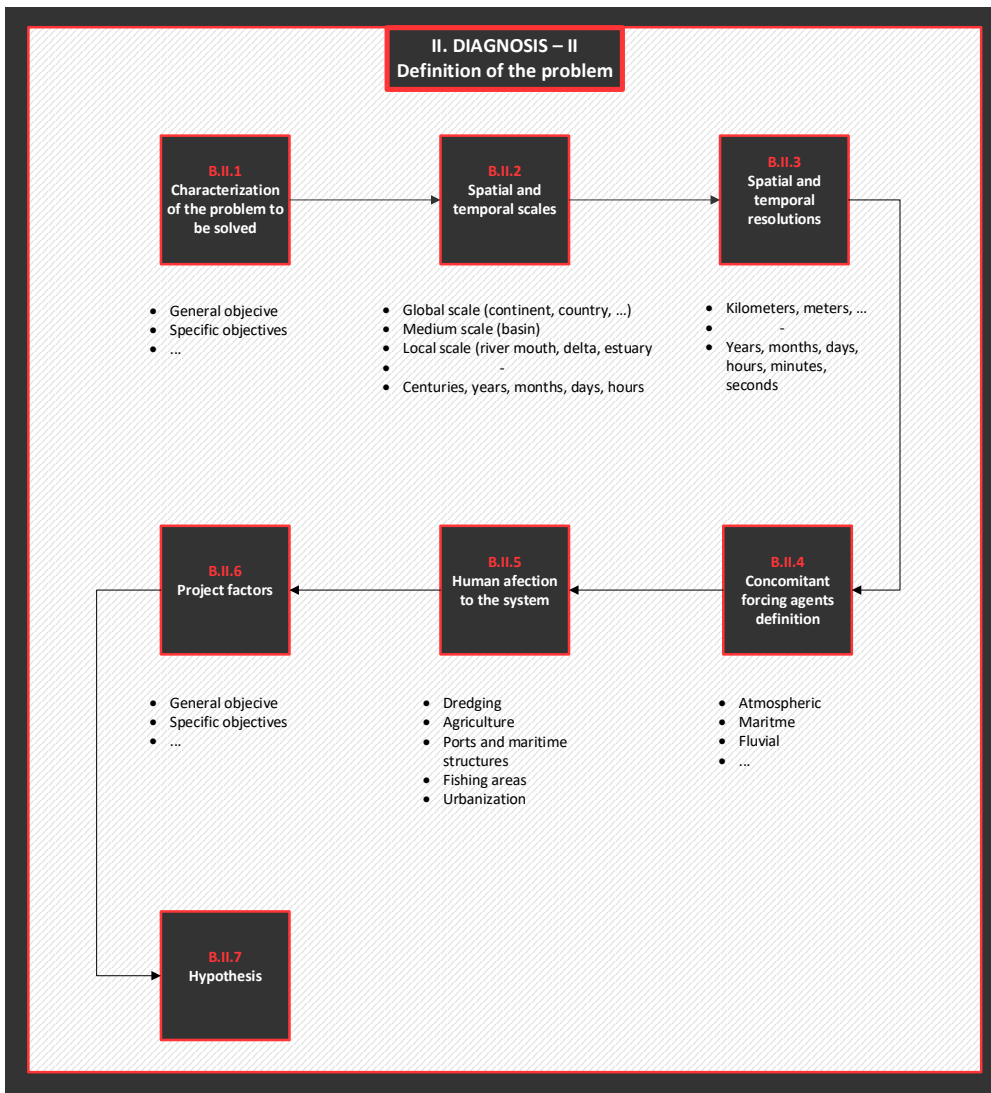 II. DIAGNOSIS – II
Definition of the problem
B.II.1
Characterization
of the problem to
be solved
B.II.2
Spatial and
temporal scales
B.II.3
Spatial and
temporal
resolutions
• General objecive
• Specific objectives
• ...
• Global scale (continent, country, ...)
• Medium scale (basin)
• Local scale (river mouth, delta, estuary
• -
• Centuries, years, months, days, hours
• Kilometers, meters, ...
• -
• Years, months, days,
hours, minutes,
seconds
B.II.6
Project factors
B.II.5
Human afection
to the system
B.II.4
Concomitant
forcing agents
definition
• General objecive
• Specific objectives
• ...
• Dredging
• Agriculture
• Ports and maritime
structures
• Fishing areas
• Urbanization
• Atmospheric
• Maritme
• Fluvial
• ...
B.II.7
Hypothesis